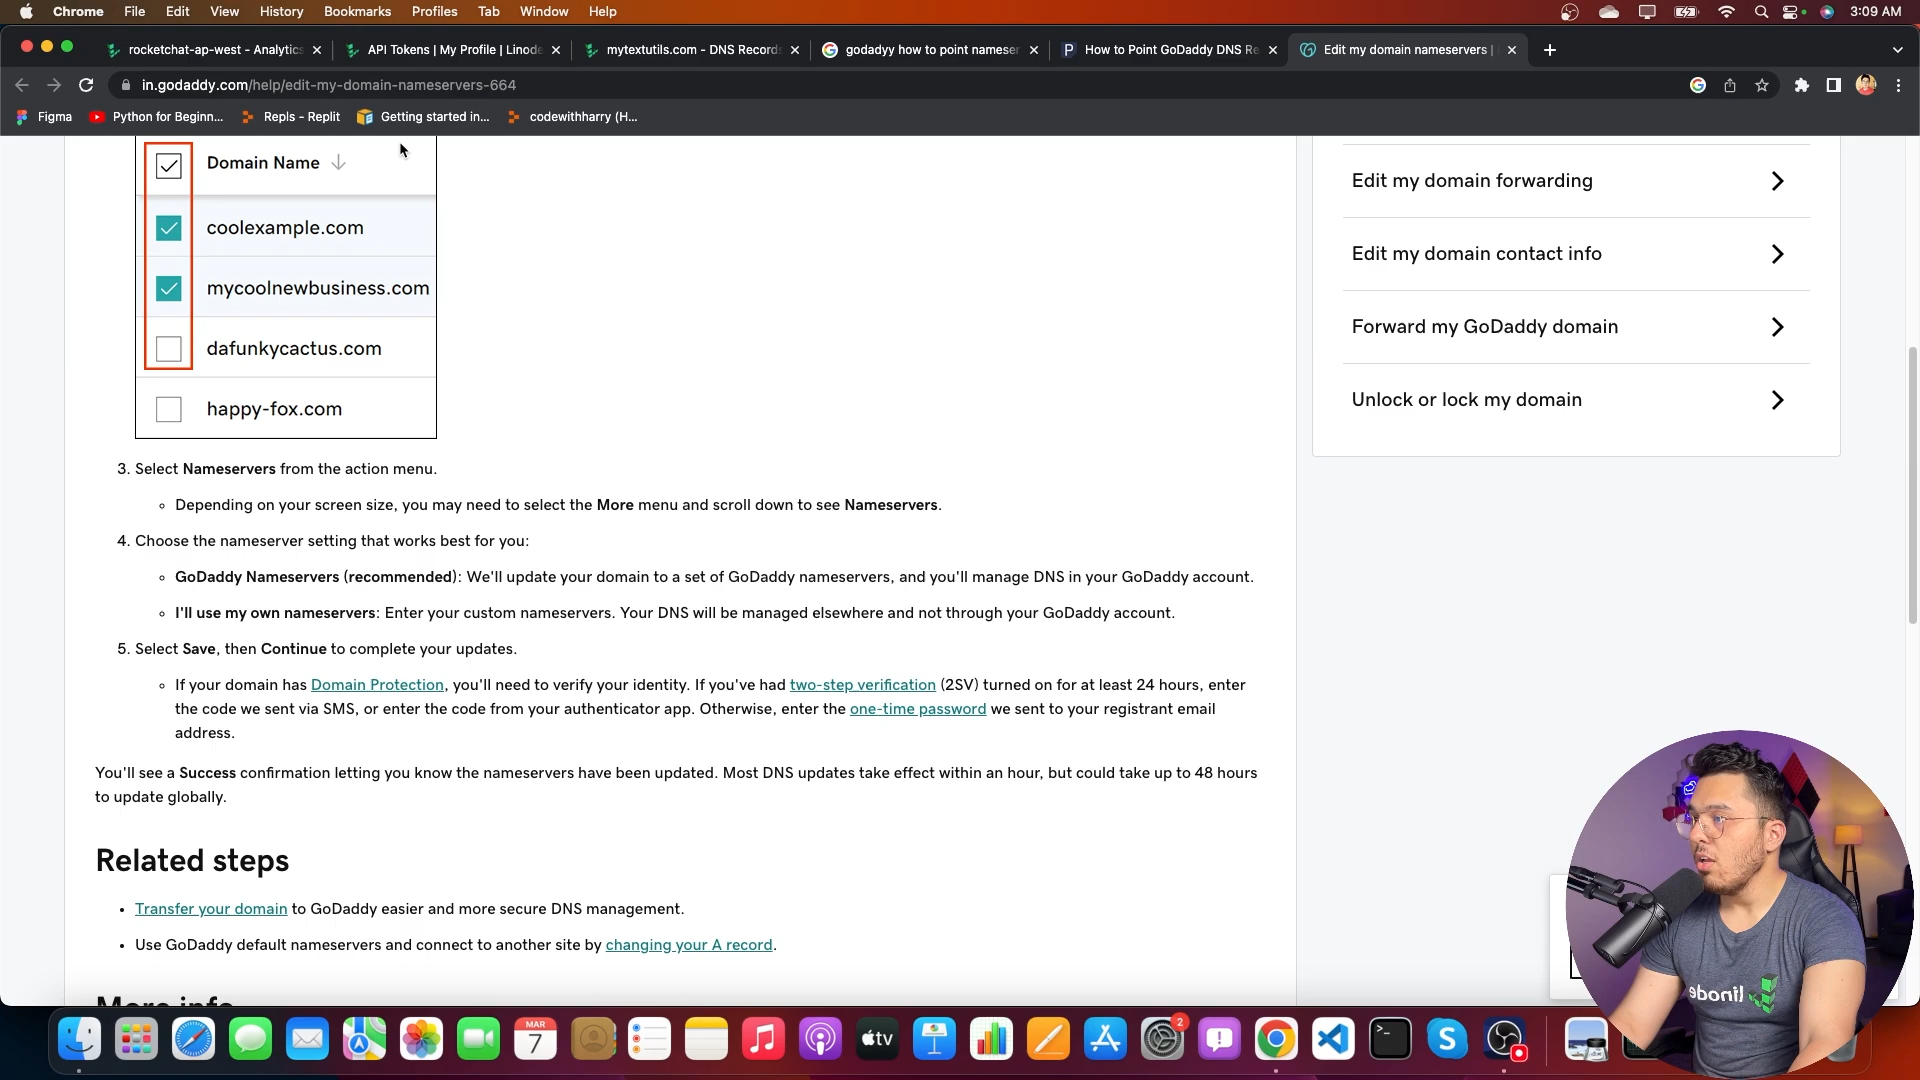 Chrome File Edit View History Bookmarks Profiles Tab Window Help 3:09 AM
rocketchat-ap-west - Analytics API Tokens | My Profile | Linode mytextutils.com - DNS Records godadyy how to point nameser How to Point GoDaddy DNS Re Edit my domain nameservers |
in.godaddy.com/help/edit-my-domain-nameservers-664
Figma Python for Beginn... Repls - Replit Getting started in... codewithharry (H...
Domain Name ↓
coolexample.com
mycoolnewbusiness.com
dafunkycactus.com
happy-fox.com
3. Select Nameservers from the action menu.
Depending on your screen size, you may need to select the More menu and scroll down to see Nameservers.
4. Choose the nameserver setting that works best for you:
GoDaddy Nameservers (recommended): We'll update your domain to a set of GoDaddy nameservers, and you'll manage DNS in your GoDaddy account.
I'll use my own nameservers: Enter your custom nameservers. Your DNS will be managed elsewhere and not through your GoDaddy account.
5. Select Save, then Continue to complete your updates.
If your domain has Domain Protection, you'll need to verify your identity. If you've had two-step verification (2SV) turned on for at least 24 hours, enter
the code we sent via SMS, or enter the code from your authenticator app. Otherwise, enter the one-time password we sent to your registrant email
address.
You'll see a Success confirmation letting you know the nameservers have been updated. Most DNS updates take effect within an hour, but could take up to 48 hours
to update globally.
Related steps
Transfer your domain to GoDaddy easier and more secure DNS management.
Use GoDaddy default nameservers and connect to another site by changing your A record.
More info
Edit my domain forwarding
Edit my domain contact info
Forward my GoDaddy domain
Unlock or lock my domain
linode
MAR
7
tv
2